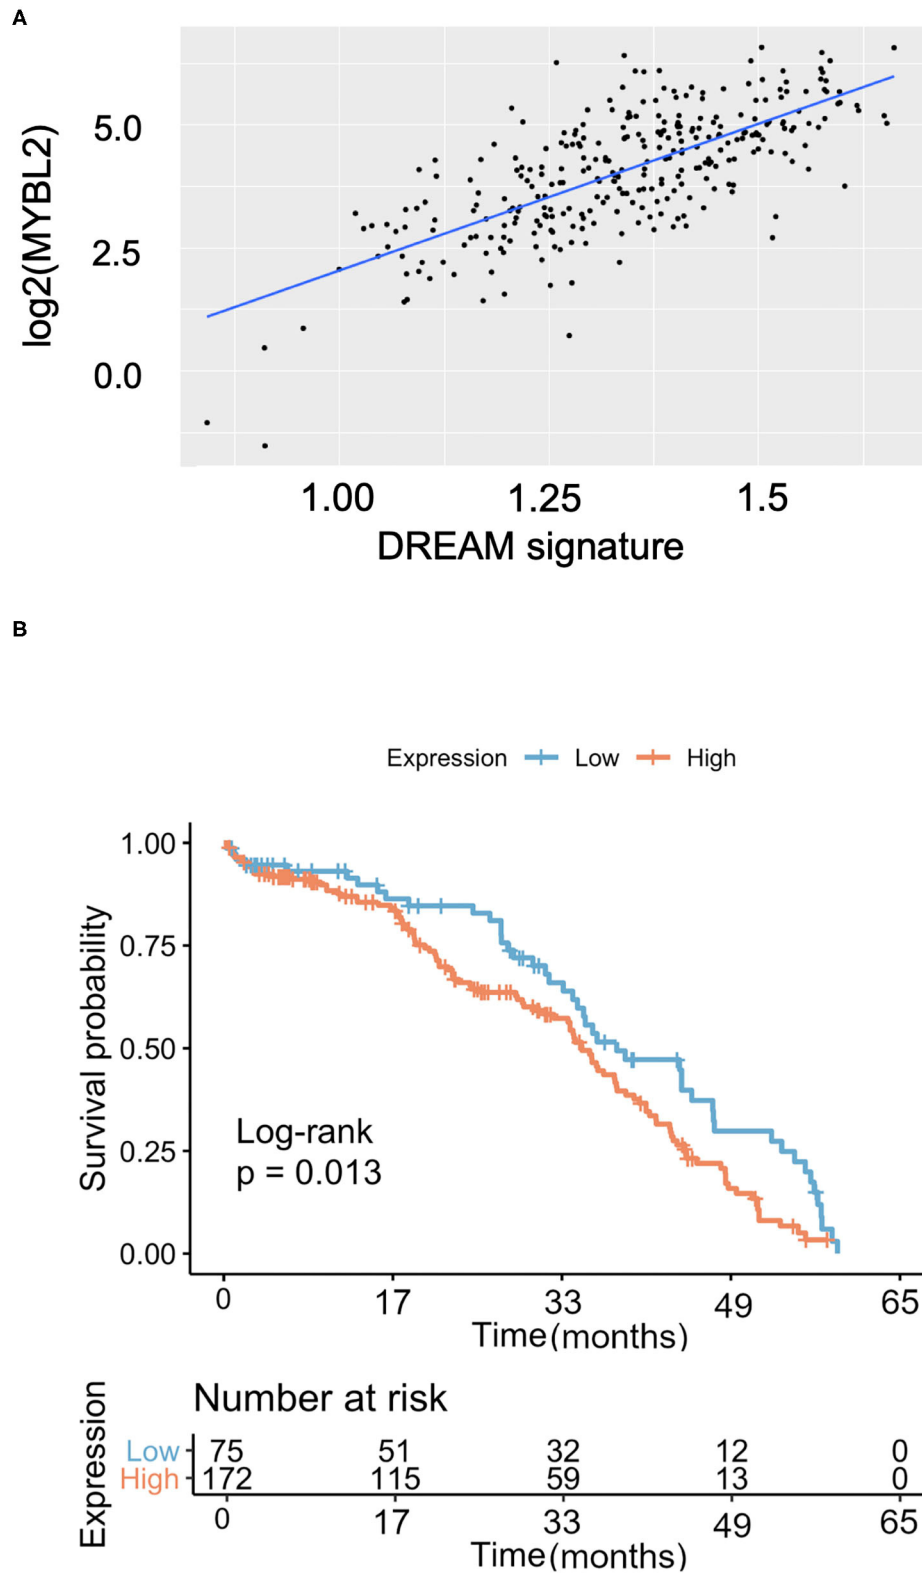 A
log2(MYBL2)
5.0
2.5
0.0
1.00 1.25 1.5
DREAM signature
B
Expression Low High
Survival probability
1.00
0.75
0.50
0.25
0.00
Log-rank
p = 0.013
0 17 33 49 65
Time(months)
Number at risk
Expression
Low 75 51 32 12 0
High 172 115 59 13 0
0 17 33 49 65
Time(months)